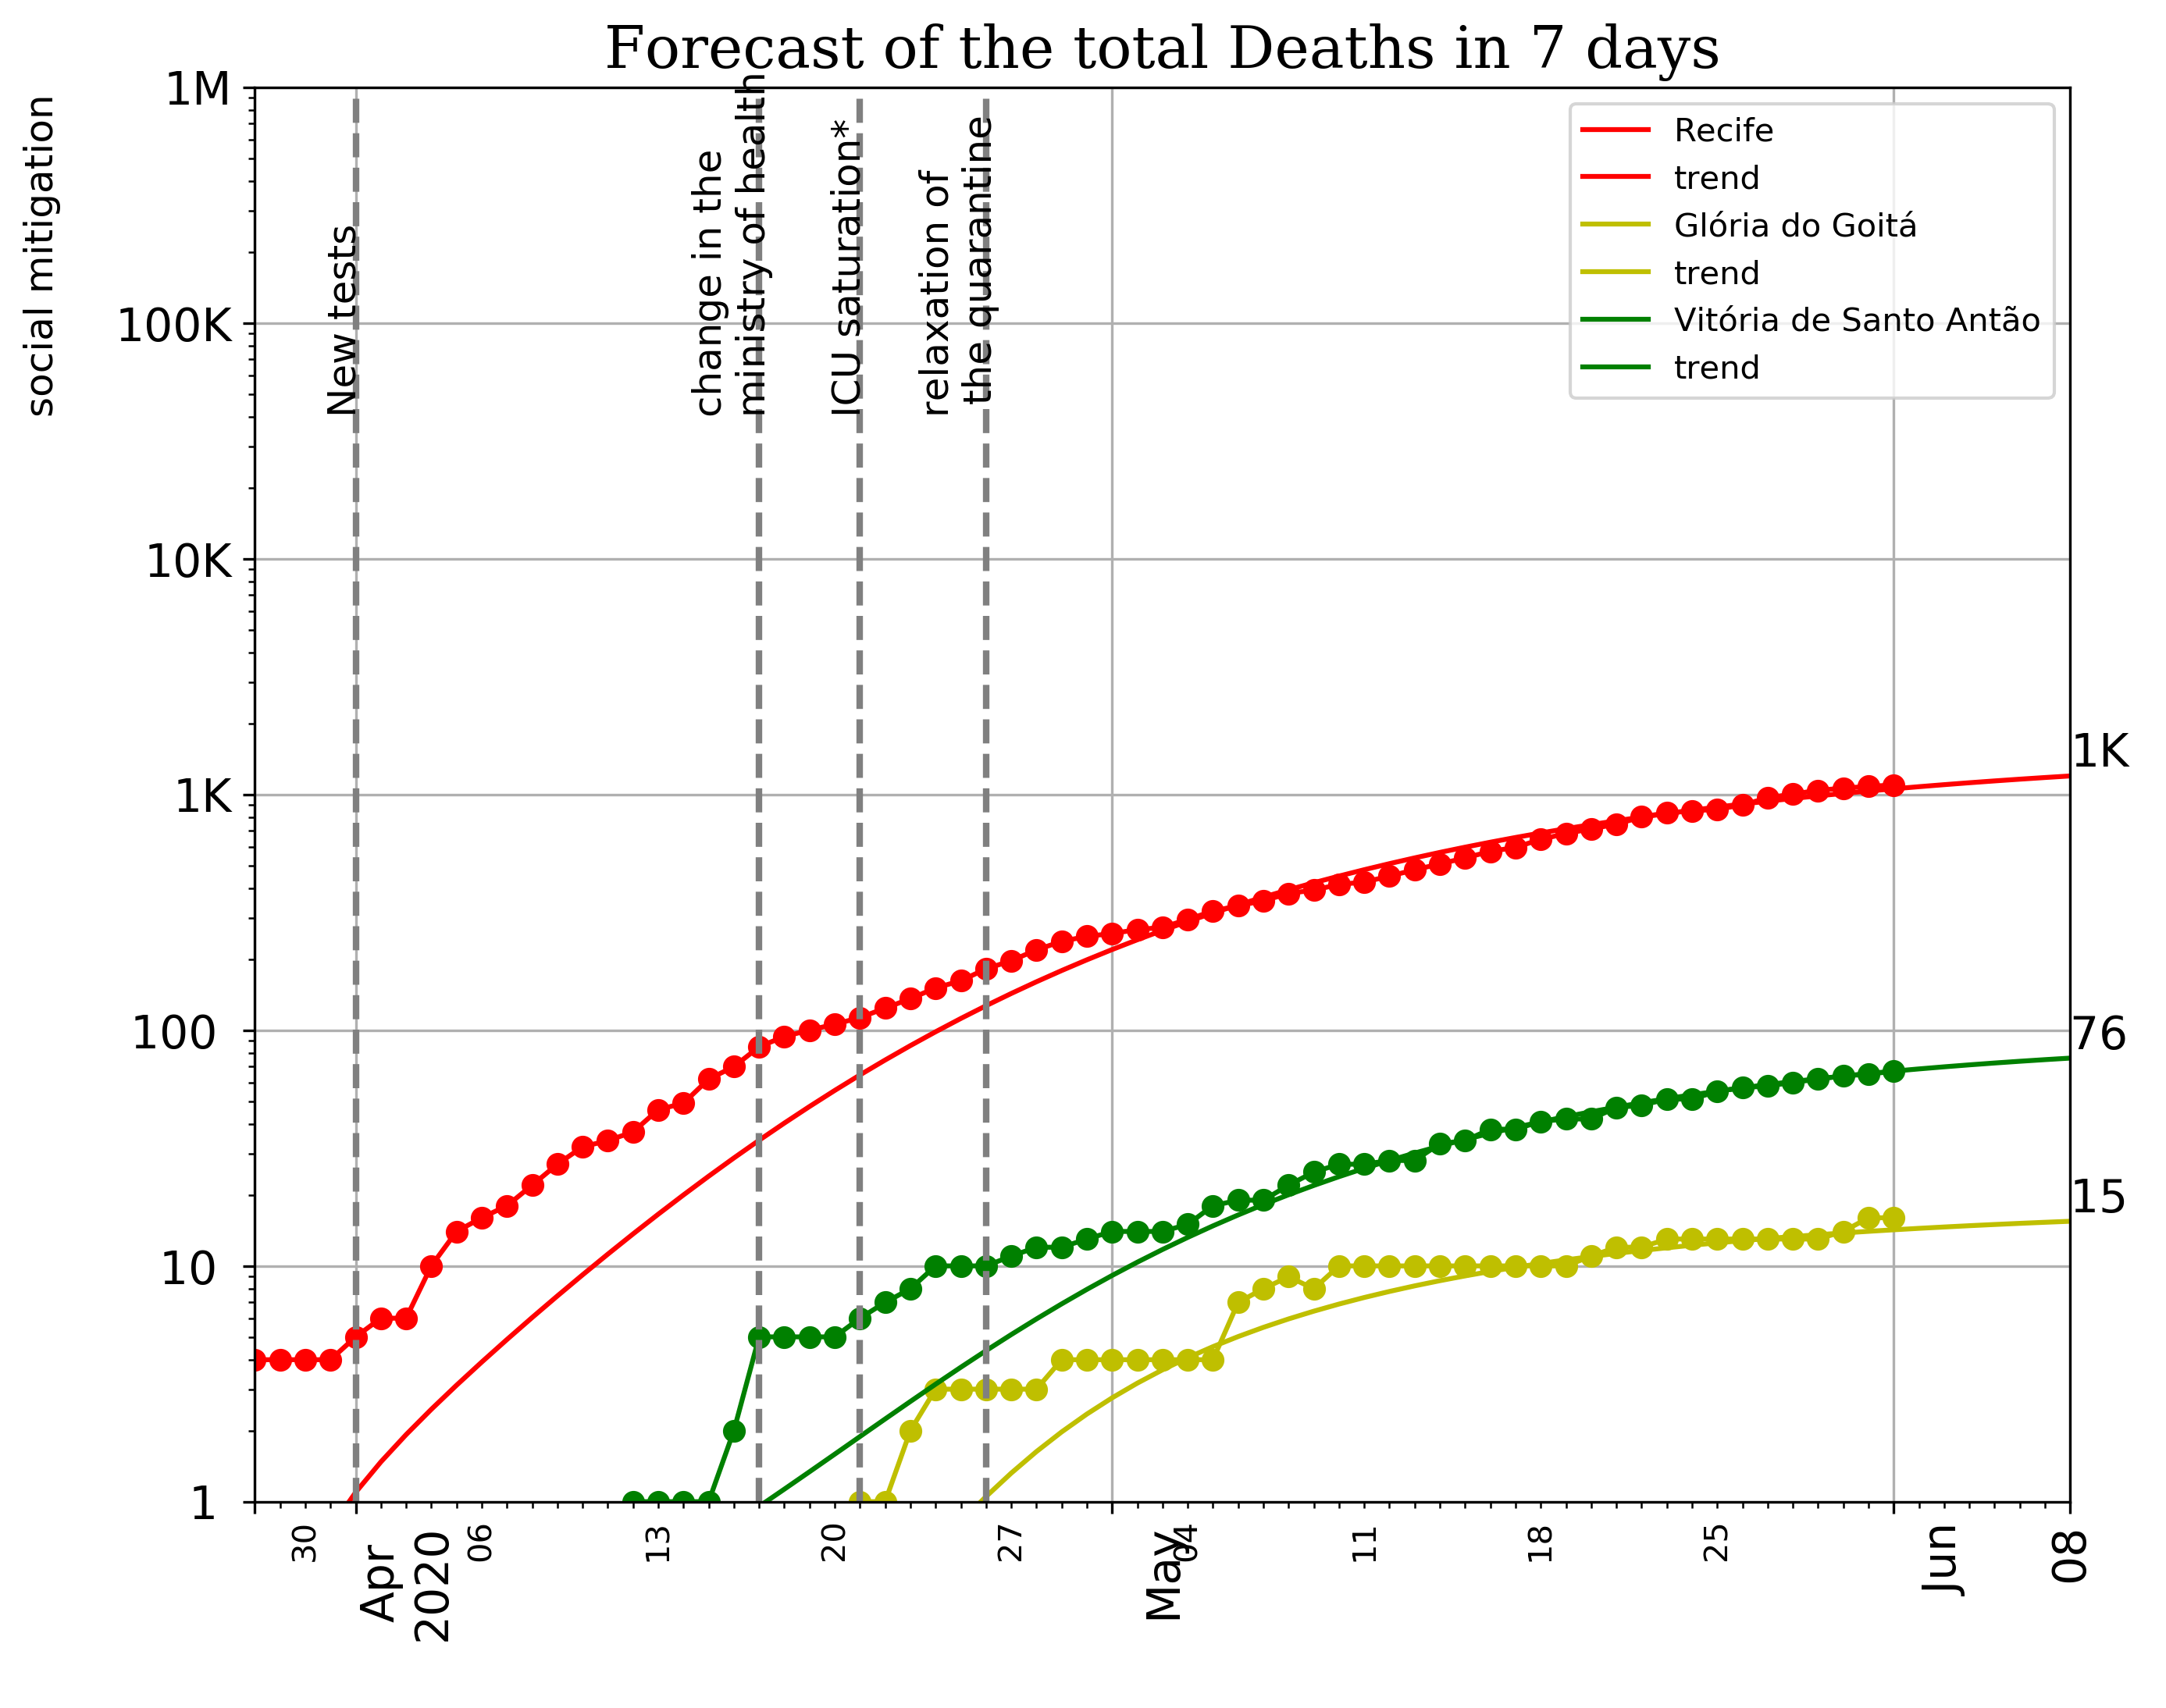 Forecast of the total Deaths in 7 days
social mitigation
New tests
change in the
ministry of health
ICU saturation*
relaxation of
the quarantine
Recife
trend
Glória do Goitá
trend
Vitória de Santo Antão
trend
1M
100K
10K
1K
100
10
1
1K
76
15
30
06
13
20
27
04
11
18
25
Apr
2020
May
Jun
08